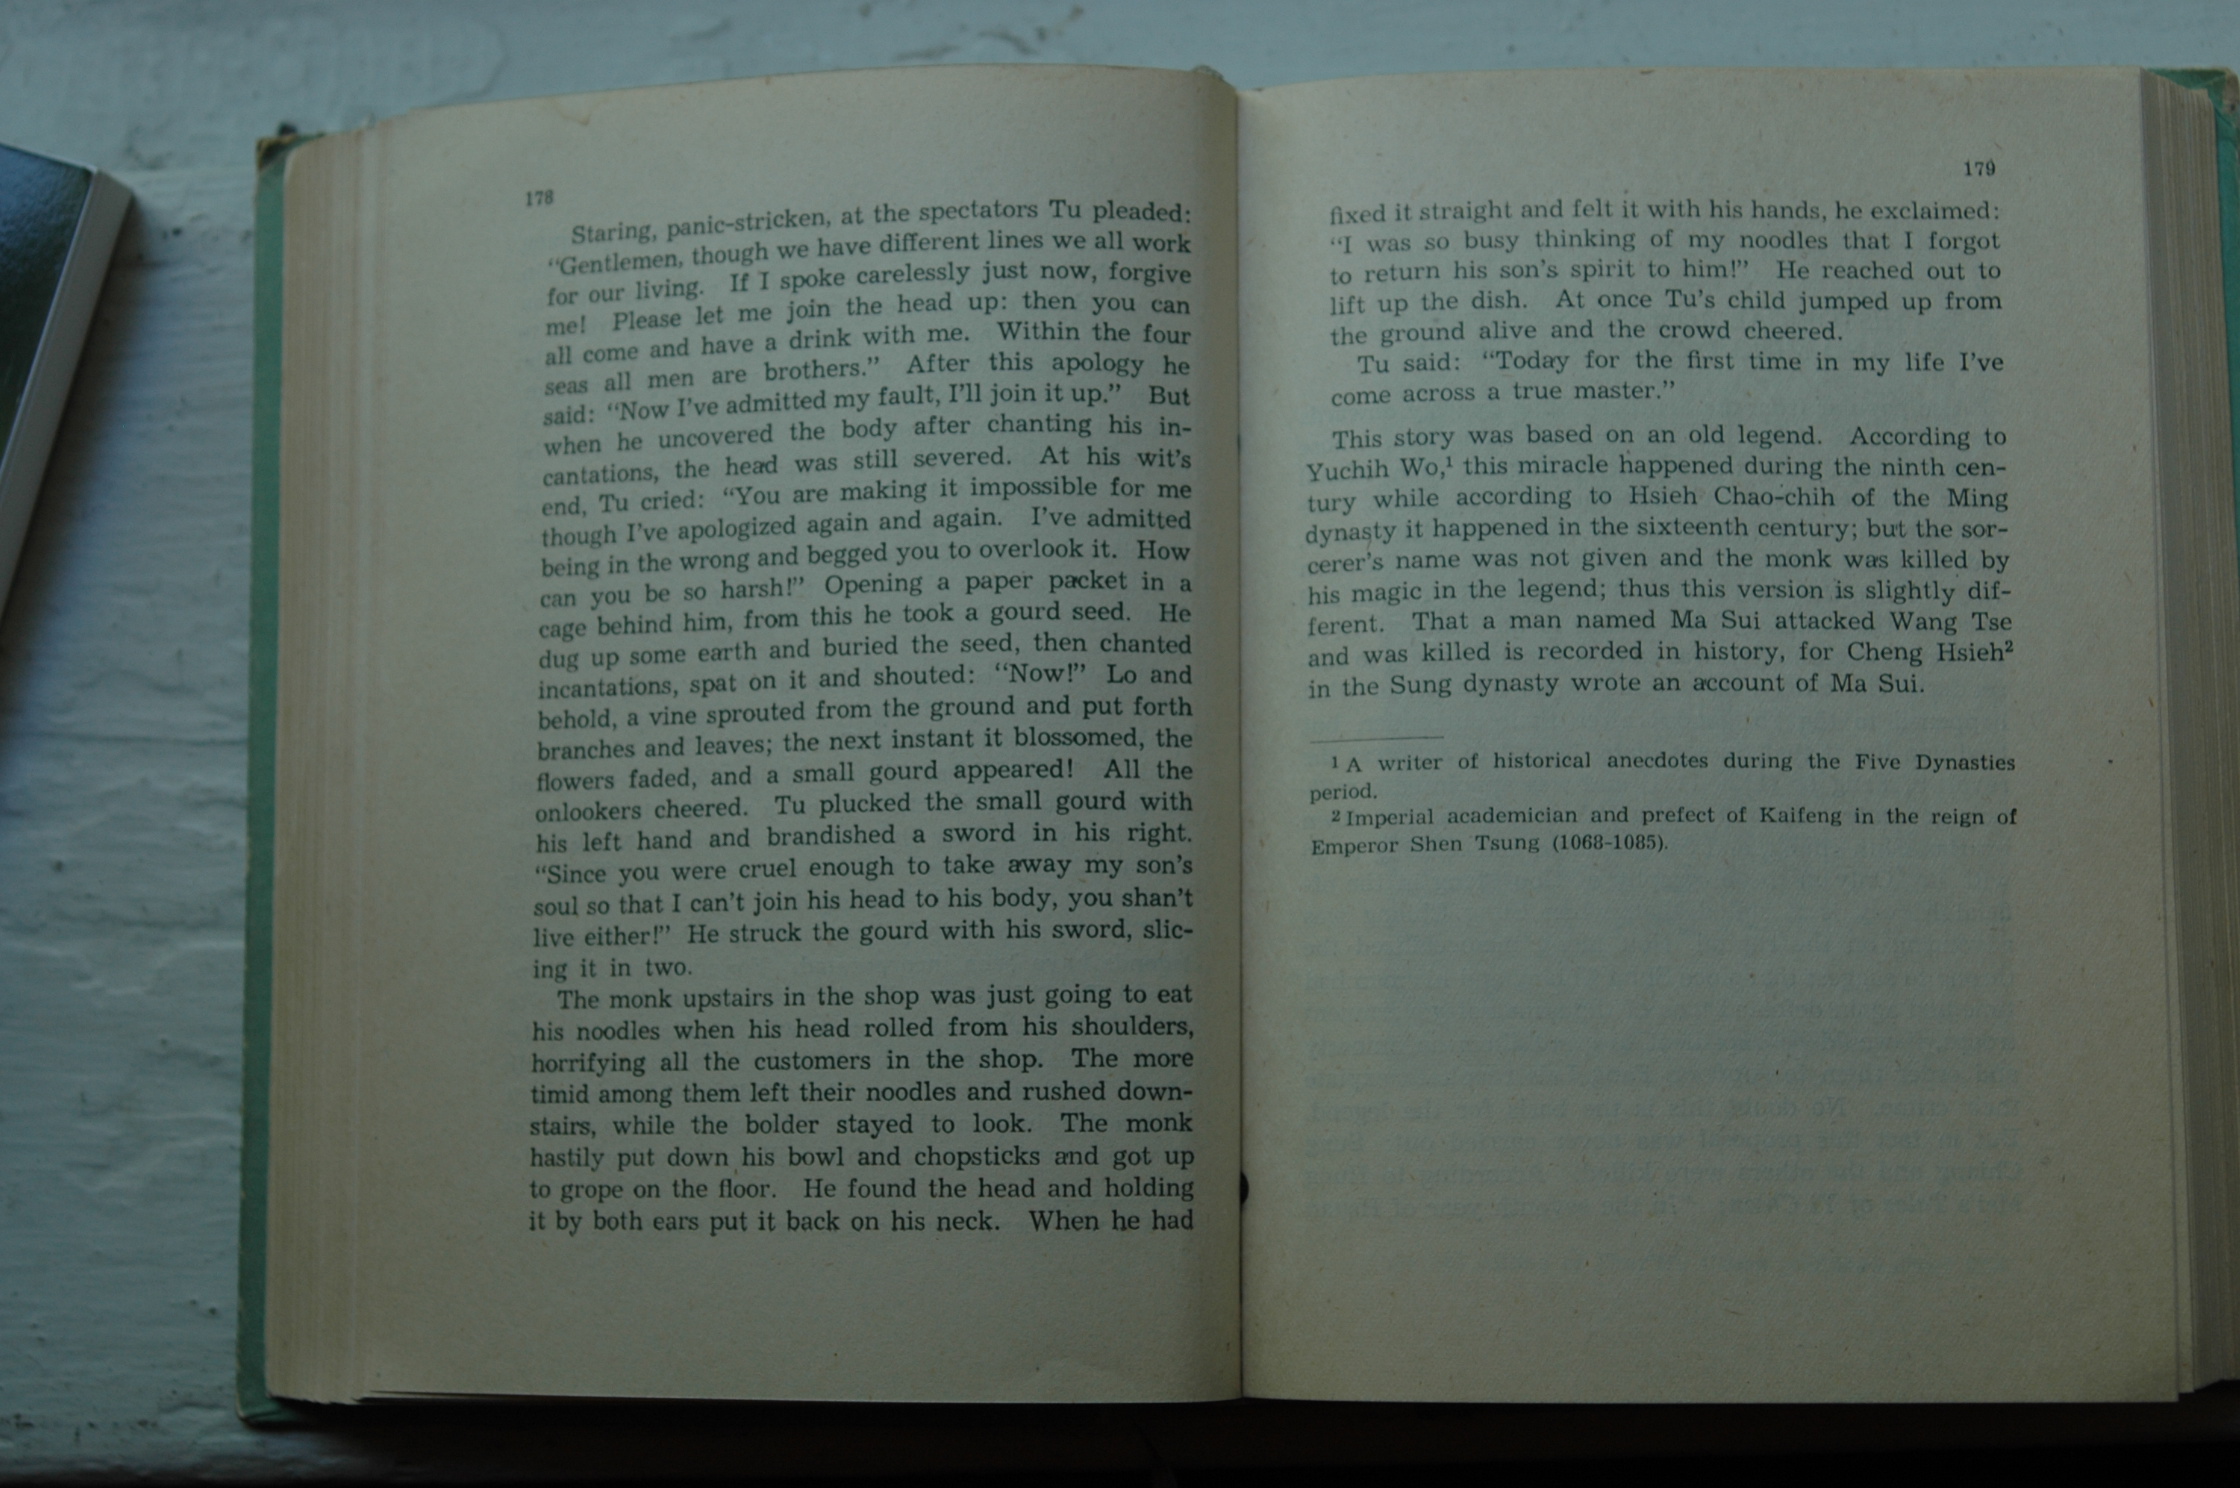 178
Staring, panic-stricken, at the spectators Tu pleaded:
“Gentlemen, though we have different lines we all work
for our living. If I spoke carelessly just now, forgive
me! Please let me join the head up: then you can
all come and have a drink with me. Within the four
seas all men are brothers.” After this apology he
said: “Now I’ve admitted my fault, I’ll join it up.” But
when he uncovered the body after chanting his in-
cantations, the head was still severed. At his wit’s
end, Tu cried: “You are making it impossible for me
though I’ve apologized again and again. I’ve admitted
being in the wrong and begged you to overlook it. How
can you be so harsh!” Opening a paper packet in a
cage behind him, from this he took a gourd seed. He
dug up some earth and buried the seed, then chanted
incantations, spat on it and shouted: “Now!” Lo and
behold, a vine sprouted from the ground and put forth
branches and leaves; the next instant it blossomed, the
flowers faded, and a small gourd appeared! All the
onlookers cheered. Tu plucked the small gourd with
his left hand and brandished a sword in his right.
“Since you were cruel enough to take away my son’s
soul so that I can’t join his head to his body, you shan’t
live either!” He struck the gourd with his sword, slic-
ing it in two.
The monk upstairs in the shop was just going to eat
his noodles when his head rolled from his shoulders,
horrifying all the customers in the shop. The more
timid among them left their noodles and rushed down-
stairs, while the bolder stayed to look. The monk
hastily put down his bowl and chopsticks and got up
to grope on the floor. He found the head and holding
it by both ears put it back on his neck. When he had
179
fixed it straight and felt it with his hands, he exclaimed:
“I was so busy thinking of my noodles that I forgot
to return his son’s spirit to him!” He reached out to
lift up the dish. At once Tu’s child jumped up from
the ground alive and the crowd cheered.
Tu said: “Today for the first time in my life I’ve
come across a true master.”
This story was based on an old legend. According to
Yuchih Wo,¹ this miracle happened during the ninth cen-
tury while according to Hsieh Chao-chih of the Ming
dynasty it happened in the sixteenth century; but the sor-
cerer’s name was not given and the monk was killed by
his magic in the legend; thus this version is slightly dif-
ferent. That a man named Ma Sui attacked Wang Tse
and was killed is recorded in history, for Cheng Hsieh²
in the Sung dynasty wrote an account of Ma Sui.
¹ A writer of historical anecdotes during the Five Dynasties
period.
² Imperial academician and prefect of Kaifeng in the reign of
Emperor Shen Tsung (1068-1085).